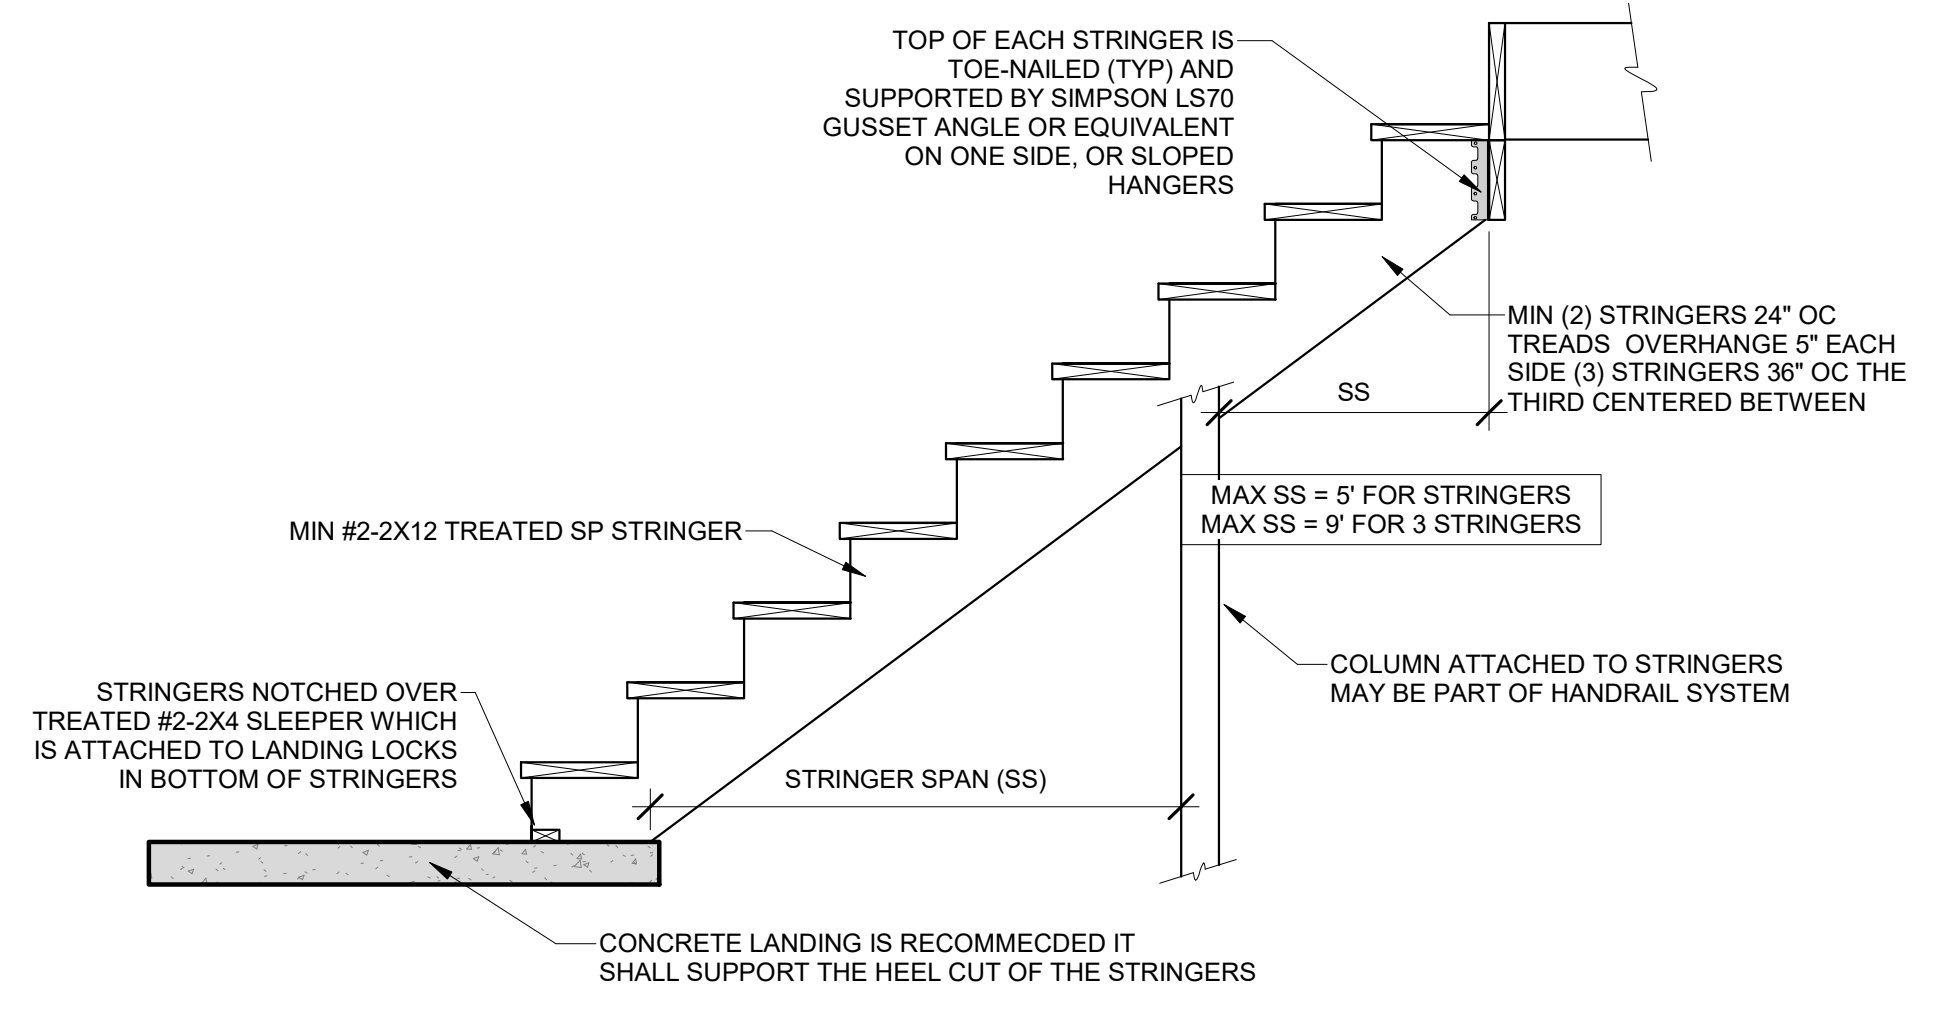 TOP OF EACH STRINGER IS
TOE-NAILED (TYP) AND
SUPPORTED BY SIMPSON LS70
GUSSET ANGLE OR EQUIVALENT
ON ONE SIDE, OR SLOPED
HANGERS
MIN (2) STRINGERS 24" OC
TREADS OVERHANGE 5" EACH
SIDE (3) STRINGERS 36" OC THE
THIRD CENTERED BETWEEN
SS
MAX SS = 5' FOR STRINGERS
MAX SS = 9' FOR 3 STRINGERS
MIN #2-2X12 TREATED SP STRINGER
COLUMN ATTACHED TO STRINGERS
MAY BE PART OF HANDRAIL SYSTEM
STRINGERS NOTCHED OVER
TREATED #2-2X4 SLEEPER WHICH
IS ATTACHED TO LANDING LOCKS
IN BOTTOM OF STRINGERS
STRINGER SPAN (SS)
CONCRETE LANDING IS RECOMMECDED IT
SHALL SUPPORT THE HEEL CUT OF THE STRINGERS